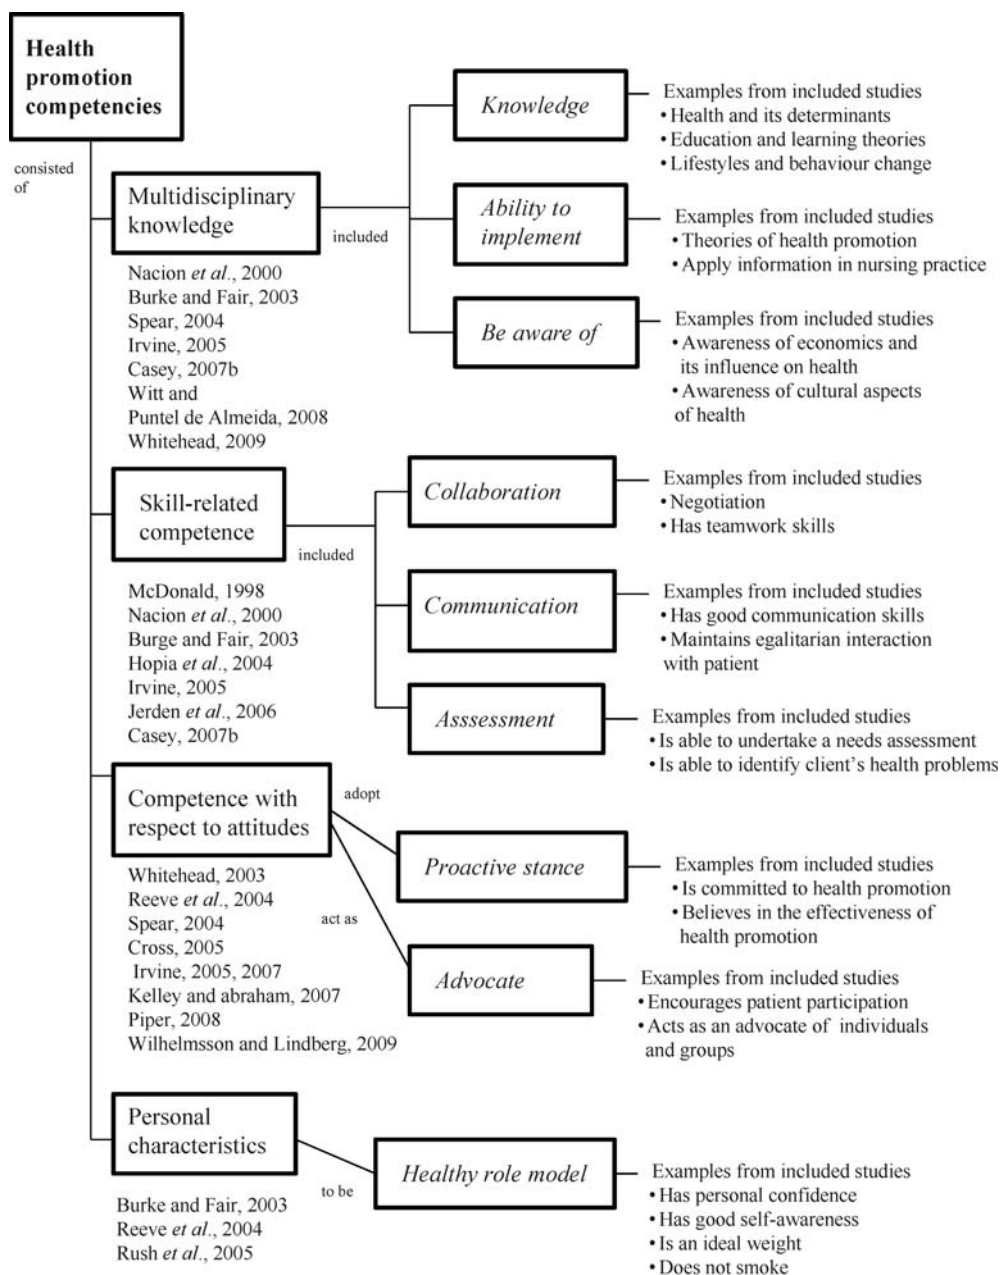 Health
promotion
competencies
consisted
of
Multidisciplinary
knowledge
included
Nacion et al., 2000
Burke and Fair, 2003
Spear, 2004
Irvine, 2005
Casey, 2007b
Witt and
Puntel de Almeida, 2008
Whitehead, 2009
Knowledge
Examples from included studies
• Health and its determinants
• Education and learning theories
• Lifestyles and behaviour change
Ability to
implement
Examples from included studies
• Theories of health promotion
• Apply information in nursing practice
Be aware of
Examples from included studies
• Awareness of economics and
its influence on health
• Awareness of cultural aspects
of health
Skill-related
competence
included
McDonald, 1998
Nacion et al., 2000
Burge and Fair, 2003
Hopia et al., 2004
Irvine, 2005
Jerden et al., 2006
Casey, 2007b
Collaboration
Examples from included studies
• Negotiation
• Has teamwork skills
Communication
Examples from included studies
• Has good communication skills
• Maintains egalitarian interaction
with patient
Asssessment
Examples from included studies
• Is able to undertake a needs assessment
• Is able to identify client's health problems
Competence with
respect to attitudes
adopt
act as
Whitehead, 2003
Reeve et al., 2004
Spear, 2004
Cross, 2005
Irvine, 2005, 2007
Kelley and abraham, 2007
Piper, 2008
Wilhelmsson and Lindberg, 2009
Proactive stance
Examples from included studies
• Is committed to health promotion
• Believes in the effectiveness of
health promotion
Advocate
Examples from included studies
• Encourages patient participation
• Acts as an advocate of individuals
and groups
Personal
characteristics
to be
Burke and Fair, 2003
Reeve et al., 2004
Rush et al., 2005
Healthy role model
Examples from included studies
• Has personal confidence
• Has good self-awareness
• Is an ideal weight
• Does not smoke